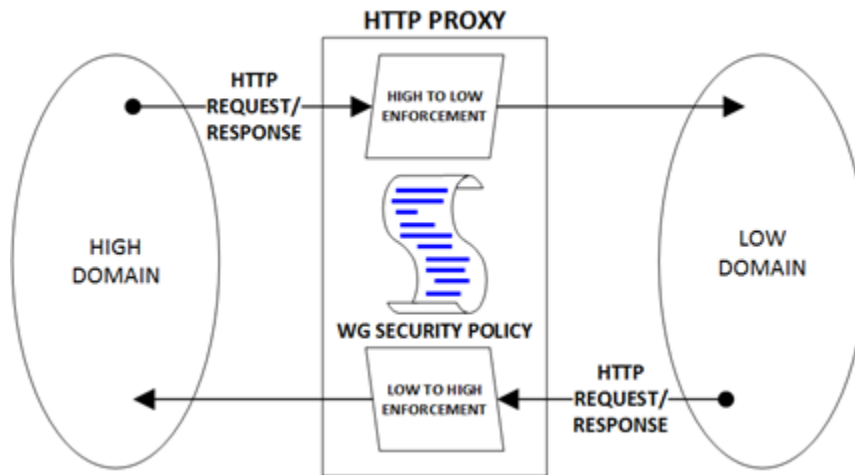 HTTP PROXY
HTTP
REQUEST/
RESPONSE
HIGH TO LOW
ENFORCEMENT
HIGH
DOMAIN
LOW
DOMAIN
WG SECURITY POLICY
LOW TO HIGH
ENFORCEMENT
HTTP
REQUEST/
RESPONSE